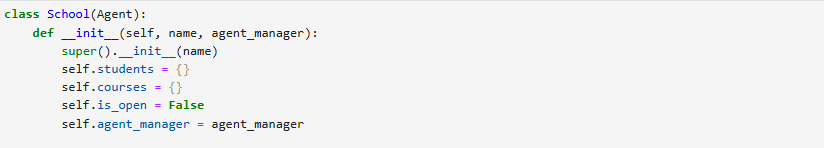 class School(Agent):
    def __init__(self, name, agent_manager):
        super().__init__(name)
        self.students = {}
        self.courses = {}
        self.is_open = False
        self.agent_manager = agent_manager